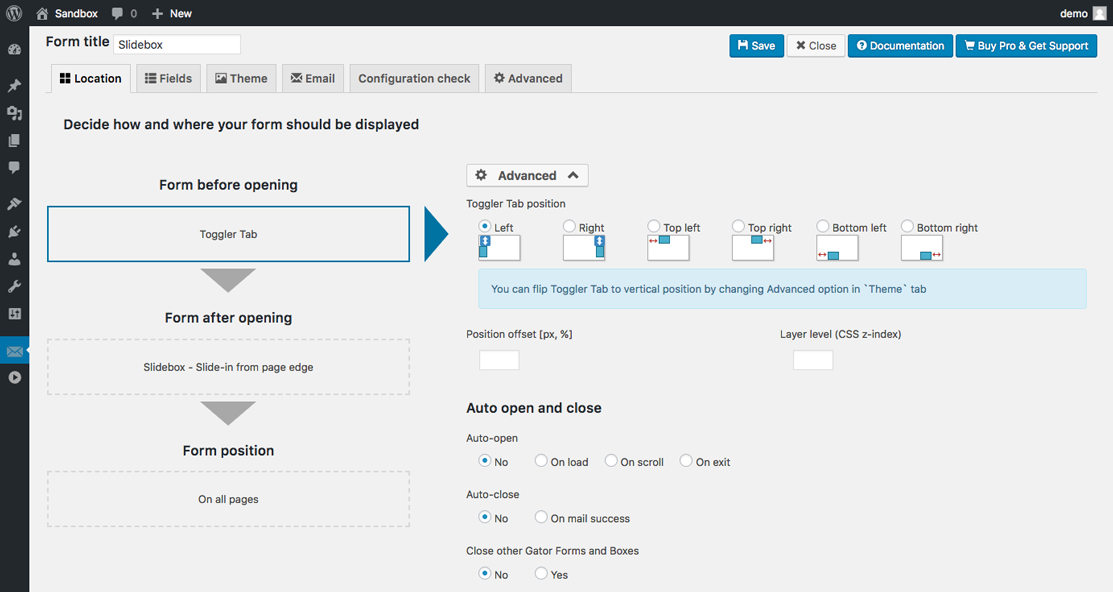 Sandbox 0 New demo
Form title Slidebox Save Close Documentation Buy Pro & Get Support
Location Fields Theme Email Configuration check Advanced
Decide how and where your form should be displayed
Form before opening
Toggler Tab
Form after opening
Slidebox - Slide-in from page edge
Form position
On all pages
Advanced
Toggler Tab position
Left Right Top left Top right Bottom left Bottom right
You can flip Toggler Tab to vertical position by changing Advanced option in `Theme` tab
Position offset [px, %] Layer level (CSS z-index)
Auto open and close
Auto-open
No On load On scroll On exit
Auto-close
No On mail success
Close other Gator Forms and Boxes
No Yes